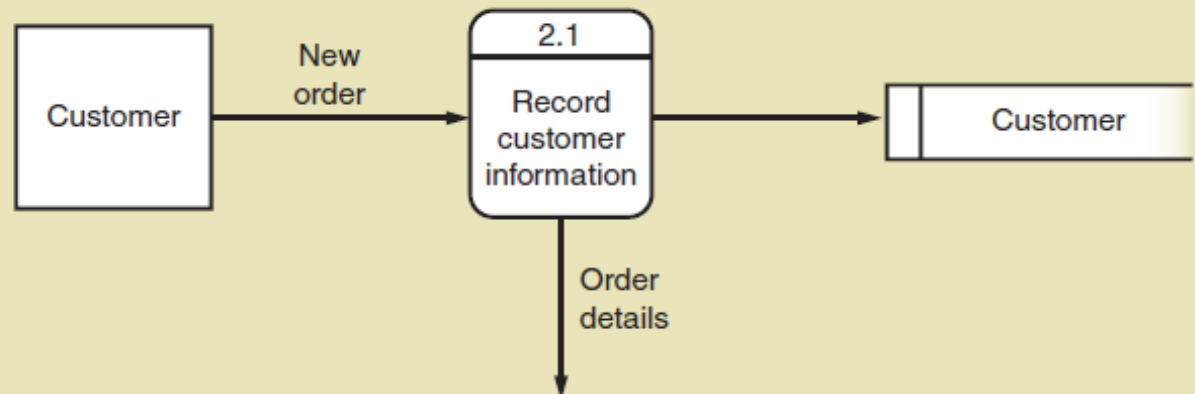 Customer
New
order
2.1
Record
customer
information
Customer
Order
details